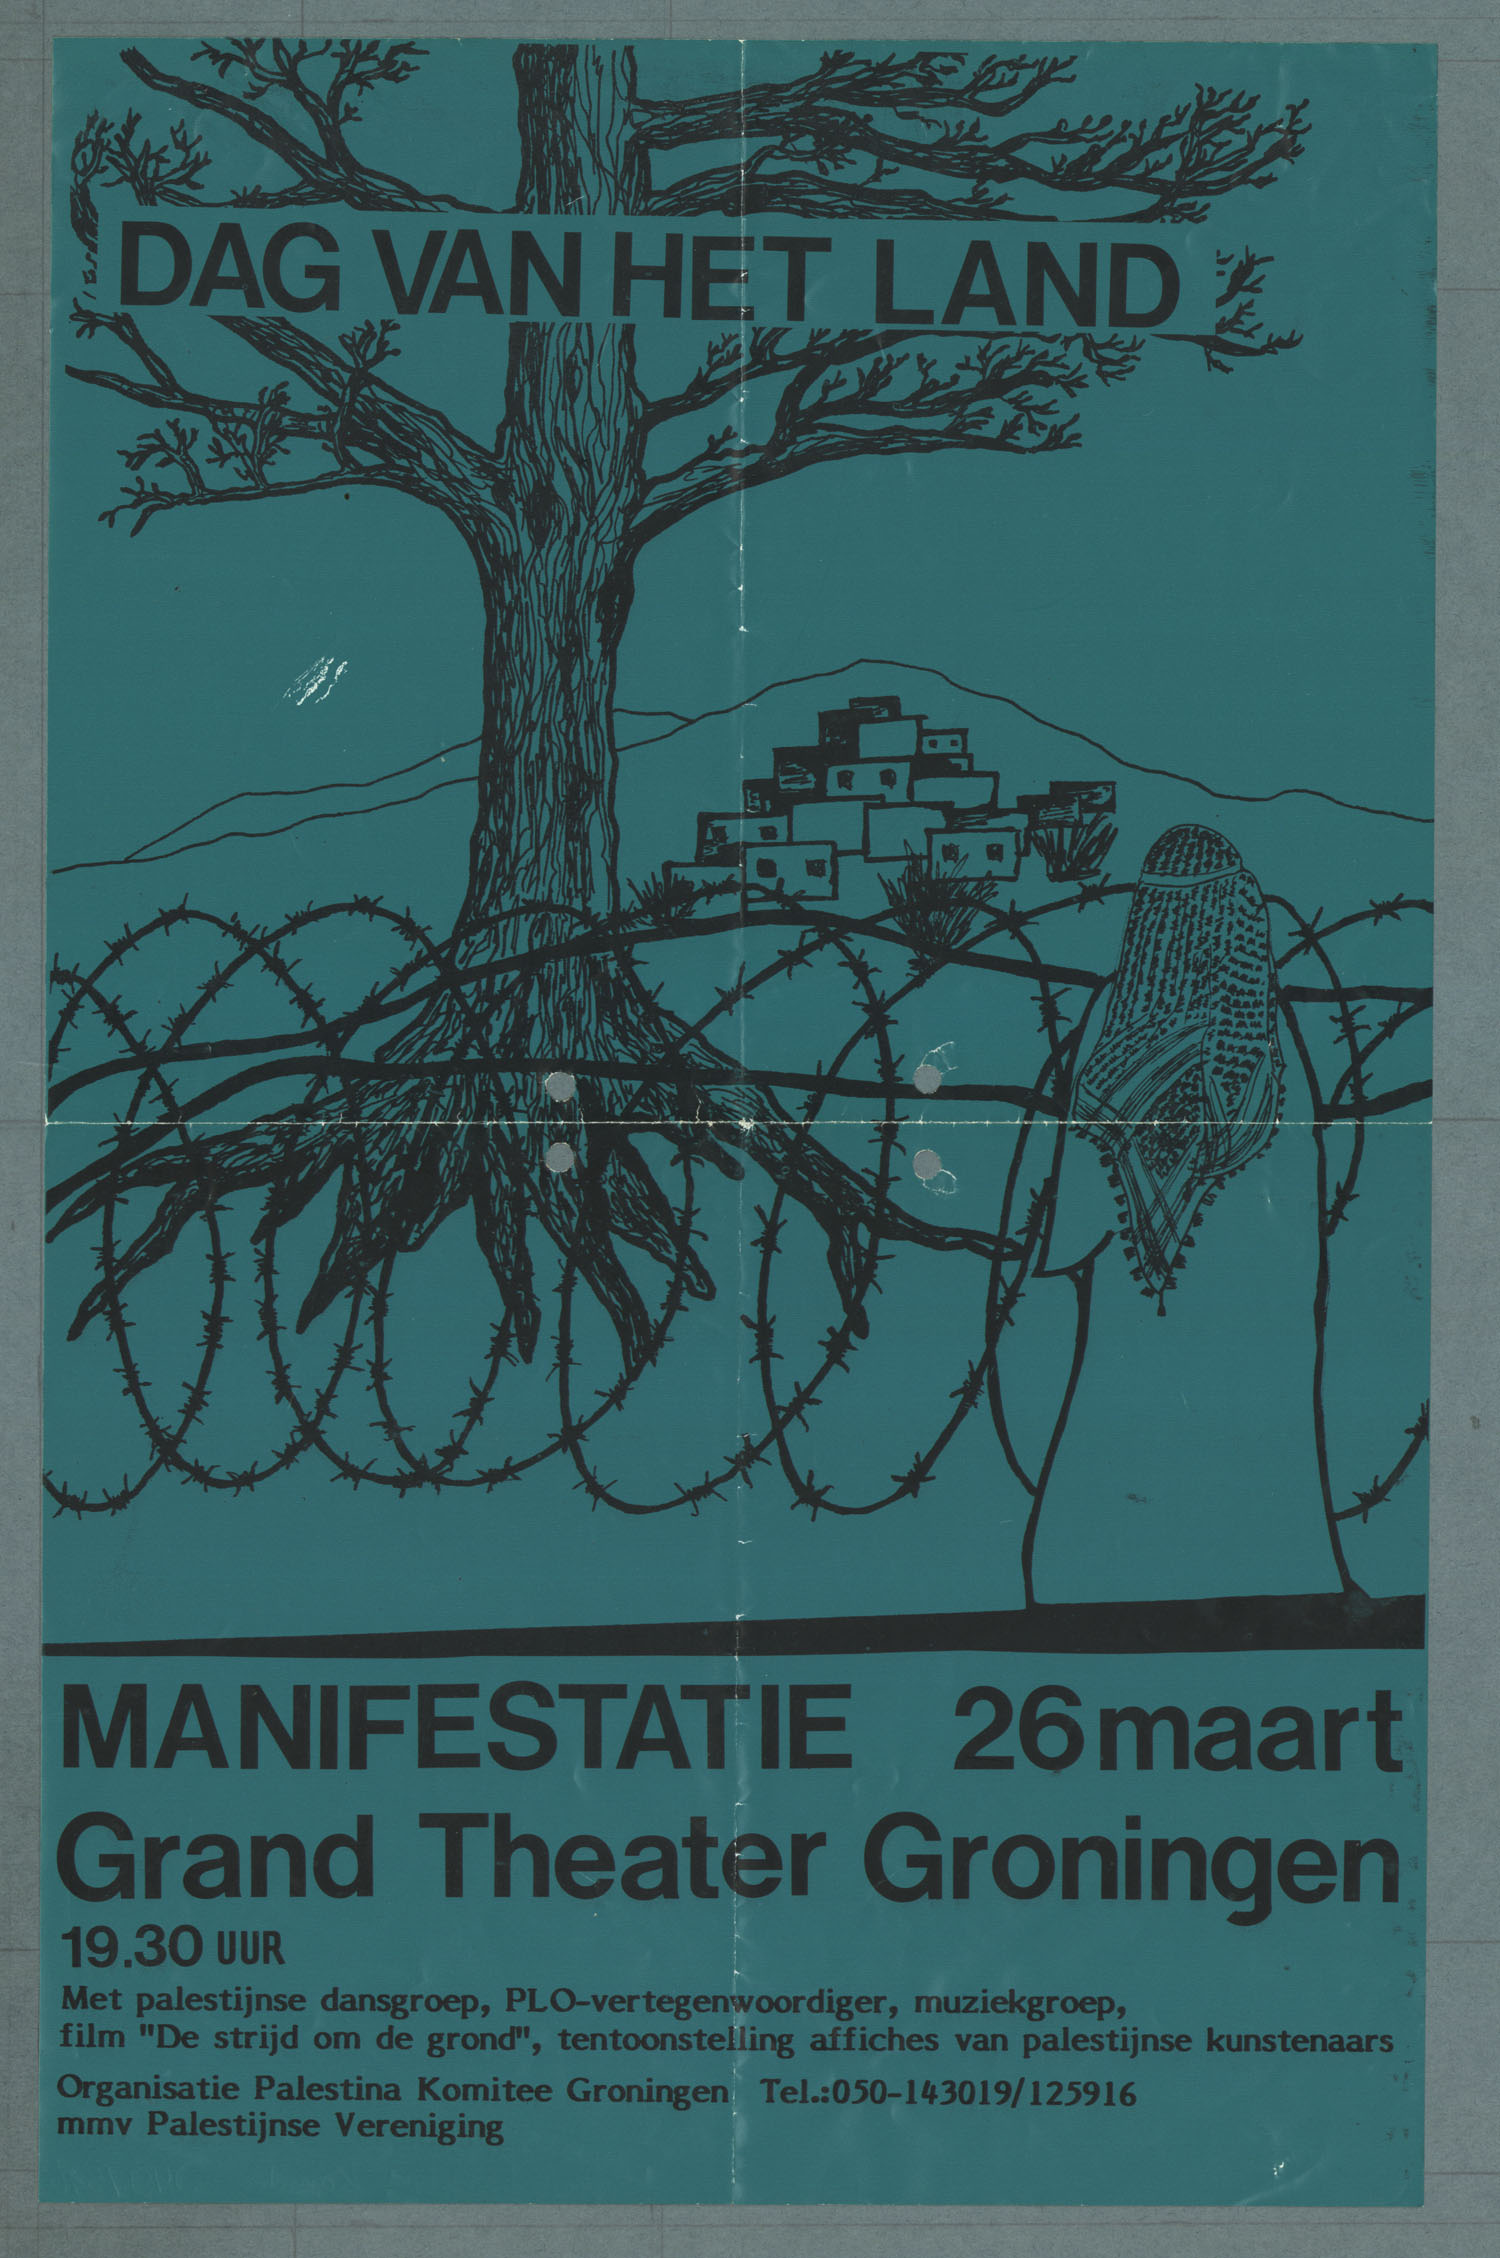 DAG VAN HET LAND
MANIFESTATIE 26 maart
Grand Theater Groningen
19.30 UUR
Met palestijnse dansgroep, PLO-vertegenwoordiger, muziekgroep,
film "De strijd om de grond", tentoonstelling affiches van palestijnse kunstenaars
Organisatie Palestina Komitee Groningen Tel.:050-143019/125916
mmv Palestijnse Vereniging